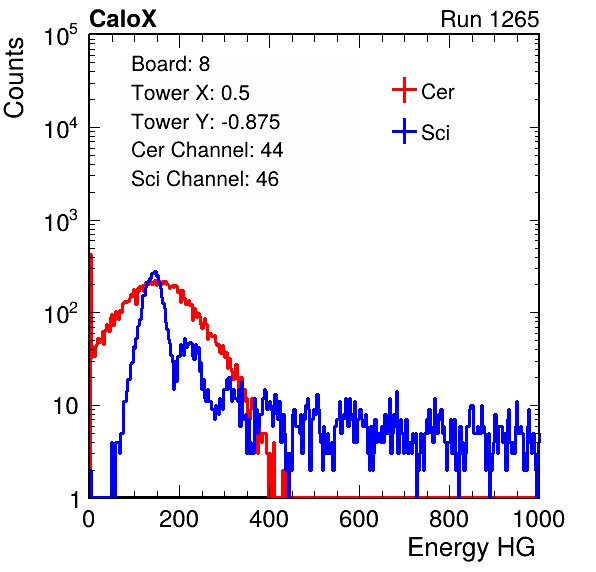 CaloX Run 1265
Counts
10^5
10^4
10^3
10^2
10
1
Board: 8
Tower X: 0.5
Tower Y: -0.875
Cer Channel: 44
Sci Channel: 46
Cer
Sci
0 200 400 600 800 1000
Energy HG